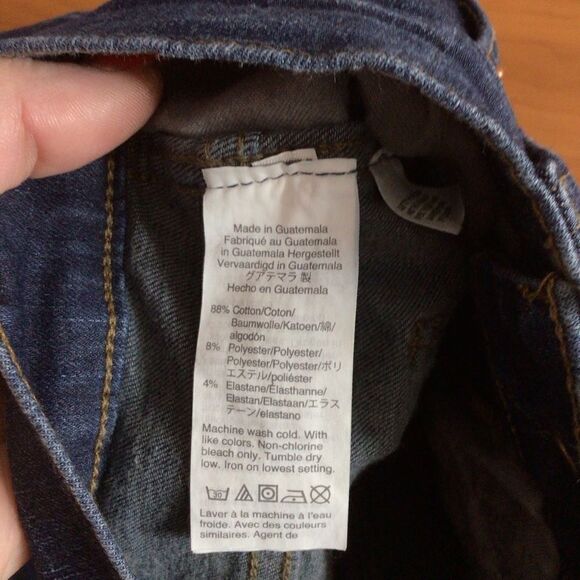 Made in Guatemala
Fabriqué au Guatemala
in Guatemala Hergestellt
Vervaardigd in Guatemala
グアテマラ 製
Hecho en Guatemala
88% Cotton/Coton/
Baumwolle/Katoen/綿/
algodón
8% Polyester/Polyester/
Polyester/Polyester/ポリ
エステル/poliéster
4% Elastane/Élasthanne/
Elastan/Elastaan/エラス
テーン/elastano
Machine wash cold. With
like colors. Non-chlorine
bleach only. Tumble dry
low. Iron on lowest setting.
30
Laver à la machine à l'eau
froide. Avec des couleurs
similaires. Agent de